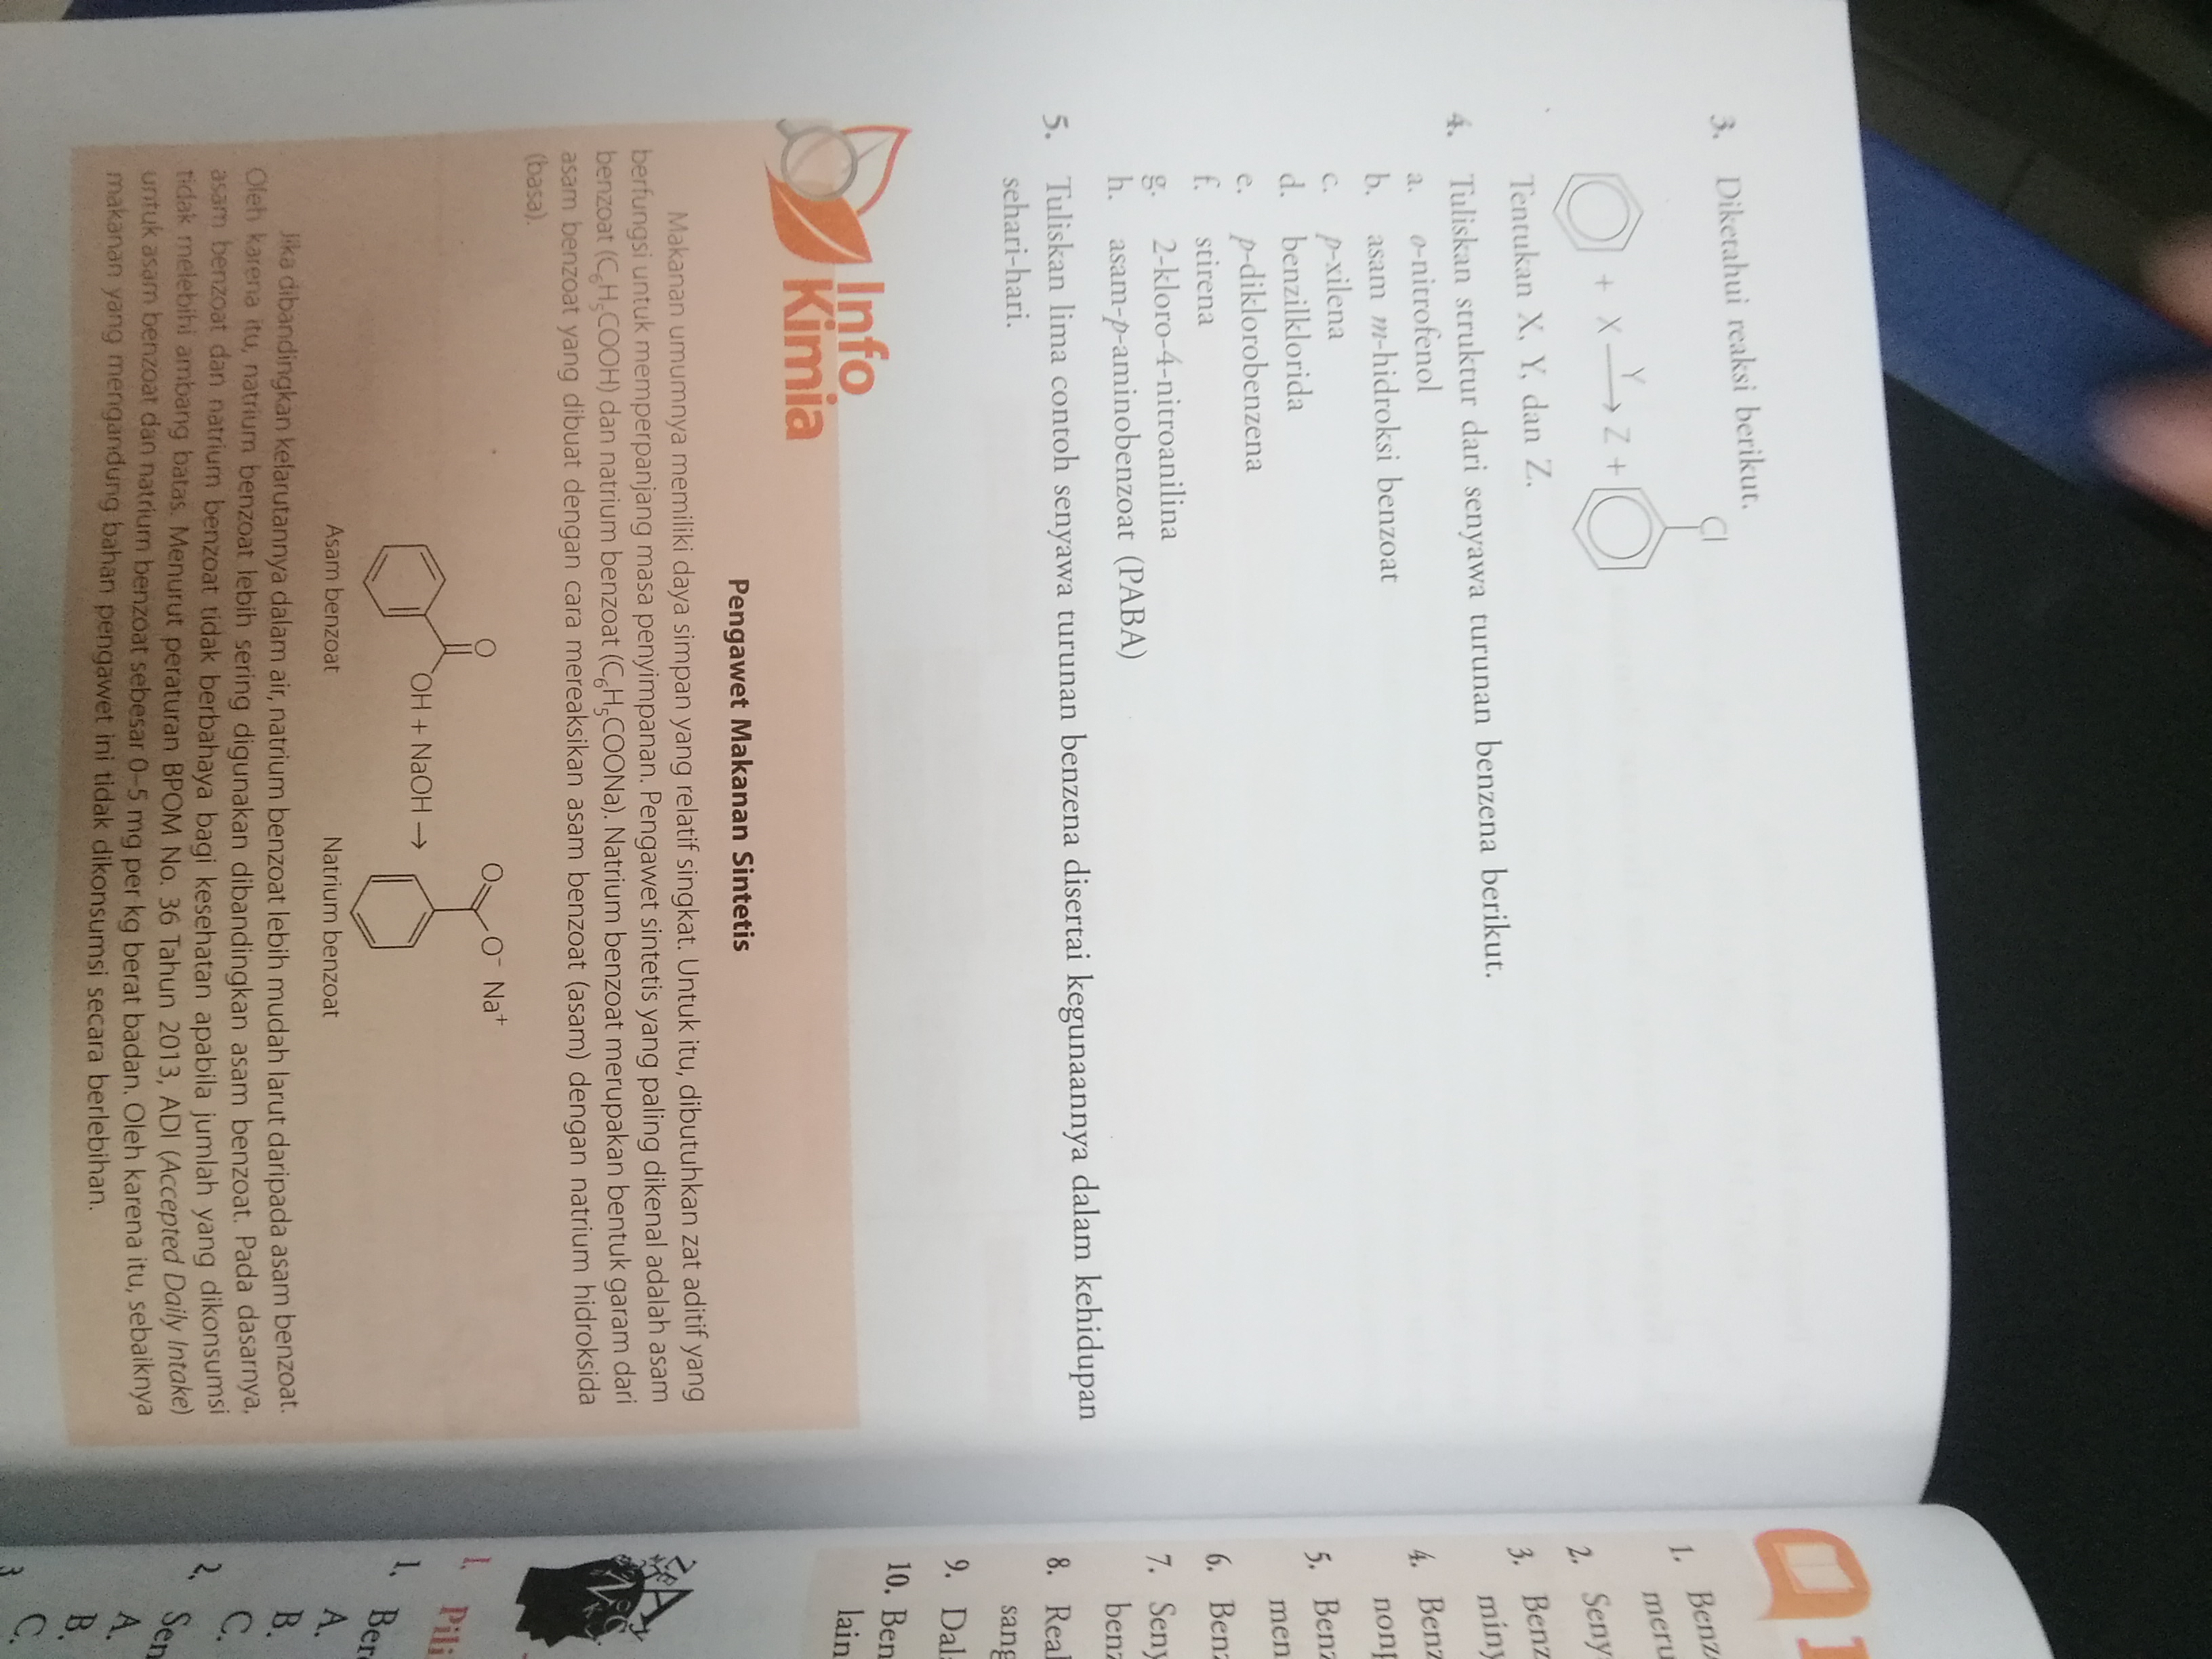 3. Diketahui reaksi berikut.
Cl
+ X Y → Z +
Tentukan X, Y, dan Z.
4. Tuliskan struktur dari senyawa turunan benzena berikut.
a. o-nitrofenol
b. asam m-hidroksi benzoat
c. p-xilena
d. benzilklorida
e. p-diklorobenzena
f. stirena
g. 2-kloro-4-nitroanilina
h. asam-p-aminobenzoat (PABA)
5. Tuliskan lima contoh senyawa turunan benzena disertai kegunaannya dalam kehidupan
sehari-hari.
Info
Kimia
Pengawet Makanan Sintetis
Makanan umumnya memiliki daya simpan yang relatif singkat. Untuk itu, dibutuhkan zat aditif yang
berfungsi untuk memperpanjang masa penyimpanan. Pengawet sintetis yang paling dikenal adalah asam
benzoat (C₆H₅COOH) dan natrium benzoat (C₆H₅COONa). Natrium benzoat merupakan bentuk garam dari
asam benzoat yang dibuat dengan cara mereaksikan asam benzoat (asam) dengan natrium hidroksida
(basa).
O
OH + NaOH →
O O⁻ Na⁺
Asam benzoat Natrium benzoat
Jika dibandingkan kelarutannya dalam air, natrium benzoat lebih mudah larut daripada asam benzoat.
Oleh karena itu, natrium benzoat lebih sering digunakan dibandingkan asam benzoat. Pada dasarnya,
asam benzoat dan natrium benzoat tidak berbahaya bagi kesehatan apabila jumlah yang dikonsumsi
tidak melebihi ambang batas. Menurut peraturan BPOM No. 36 Tahun 2013, ADI (Accepted Daily Intake)
untuk asam benzoat dan natrium benzoat sebesar 0–5 mg per kg berat badan. Oleh karena itu, sebaiknya
makanan yang mengandung bahan pengawet ini tidak dikonsumsi secara berlebihan.
1. Benz
meru
2. Seny
3. Benz
miny
4. Benz
nonp
5. Benz
men
6. Benz
7. Seny
benz
8. Real
sang
9. Dal
10. Ben
lain
I. Pili
1. Ber
A.
B.
C.
2. Sen
A.
B.
C.
3